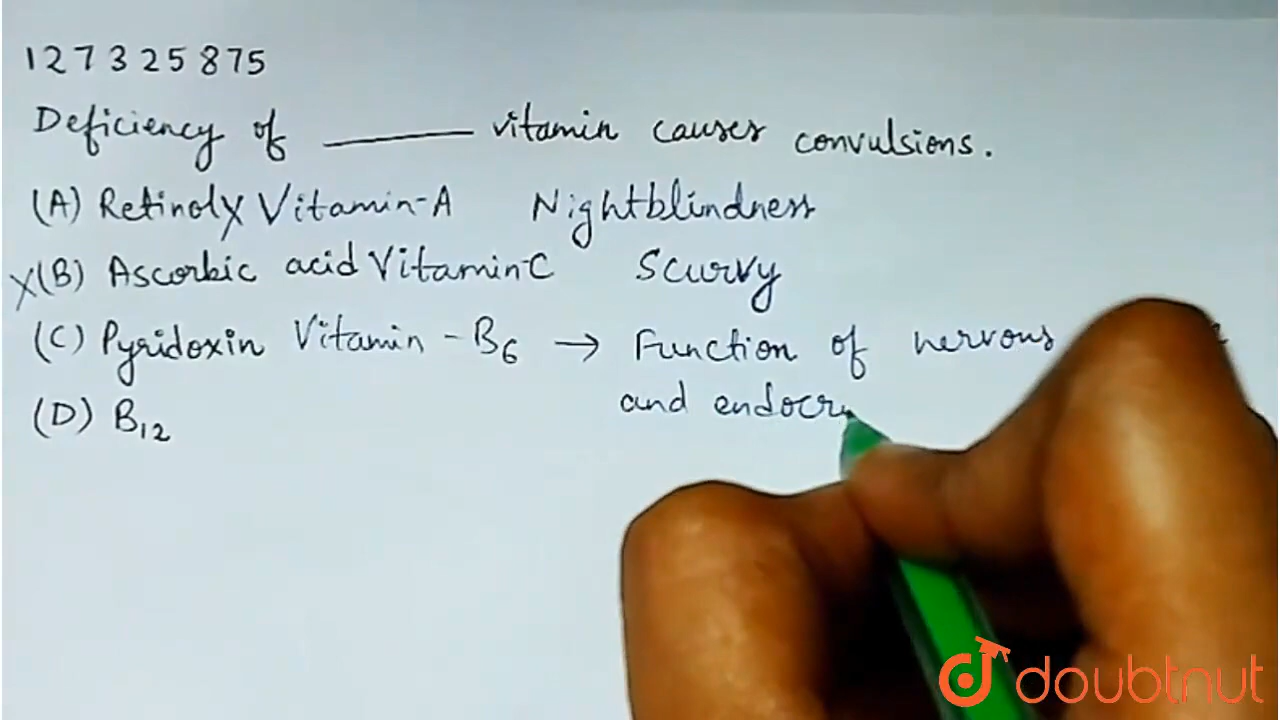 127325875
Deficiency of ______ vitamin causes convulsions.
(A) Retinol X Vitamin-A Nightblindness
X(B) Ascorbic acid Vitamin-C Scurvy
(C) Pyridoxin Vitamin - B6 → Function of nervous
(D) B12
and endocr
doubtnut